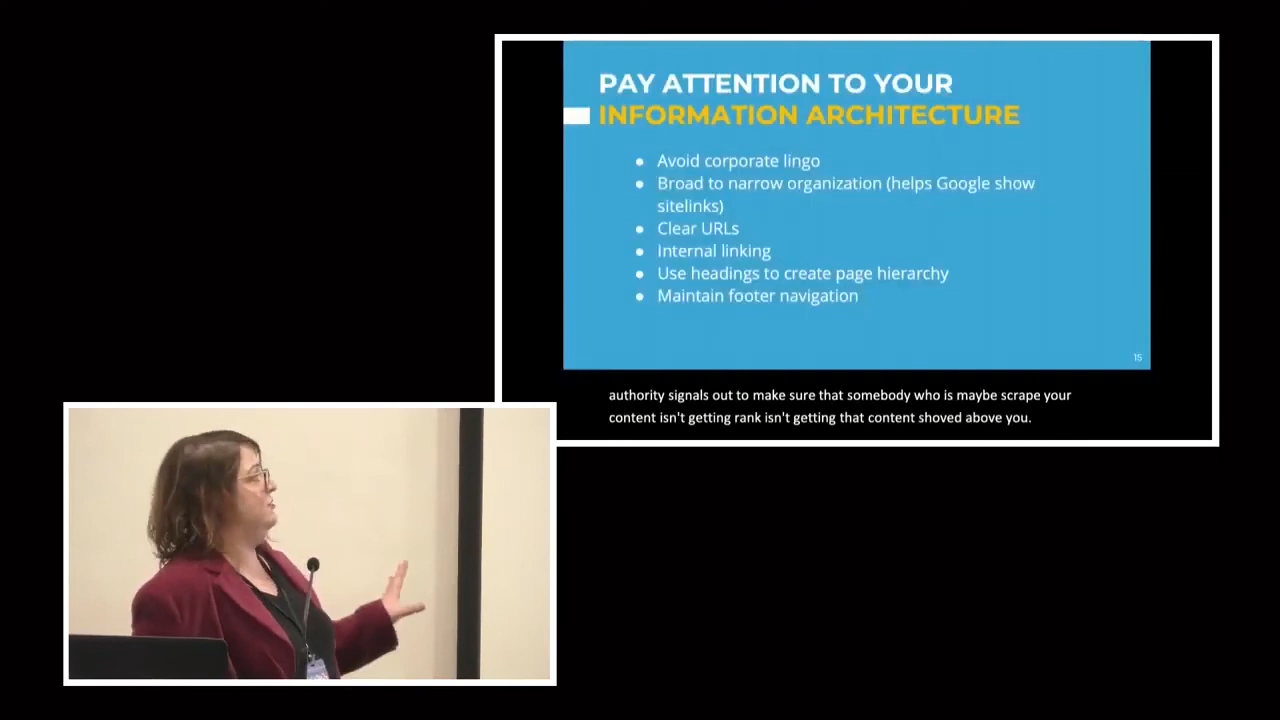 PAY ATTENTION TO YOUR
INFORMATION ARCHITECTURE
● Avoid corporate lingo
● Broad to narrow organization (helps Google show
sitelinks)
● Clear URLs
● Internal linking
● Use headings to create page hierarchy
● Maintain footer navigation
15
authority signals out to make sure that somebody who is maybe scrape your
content isn't getting rank isn't getting that content shoved above you.